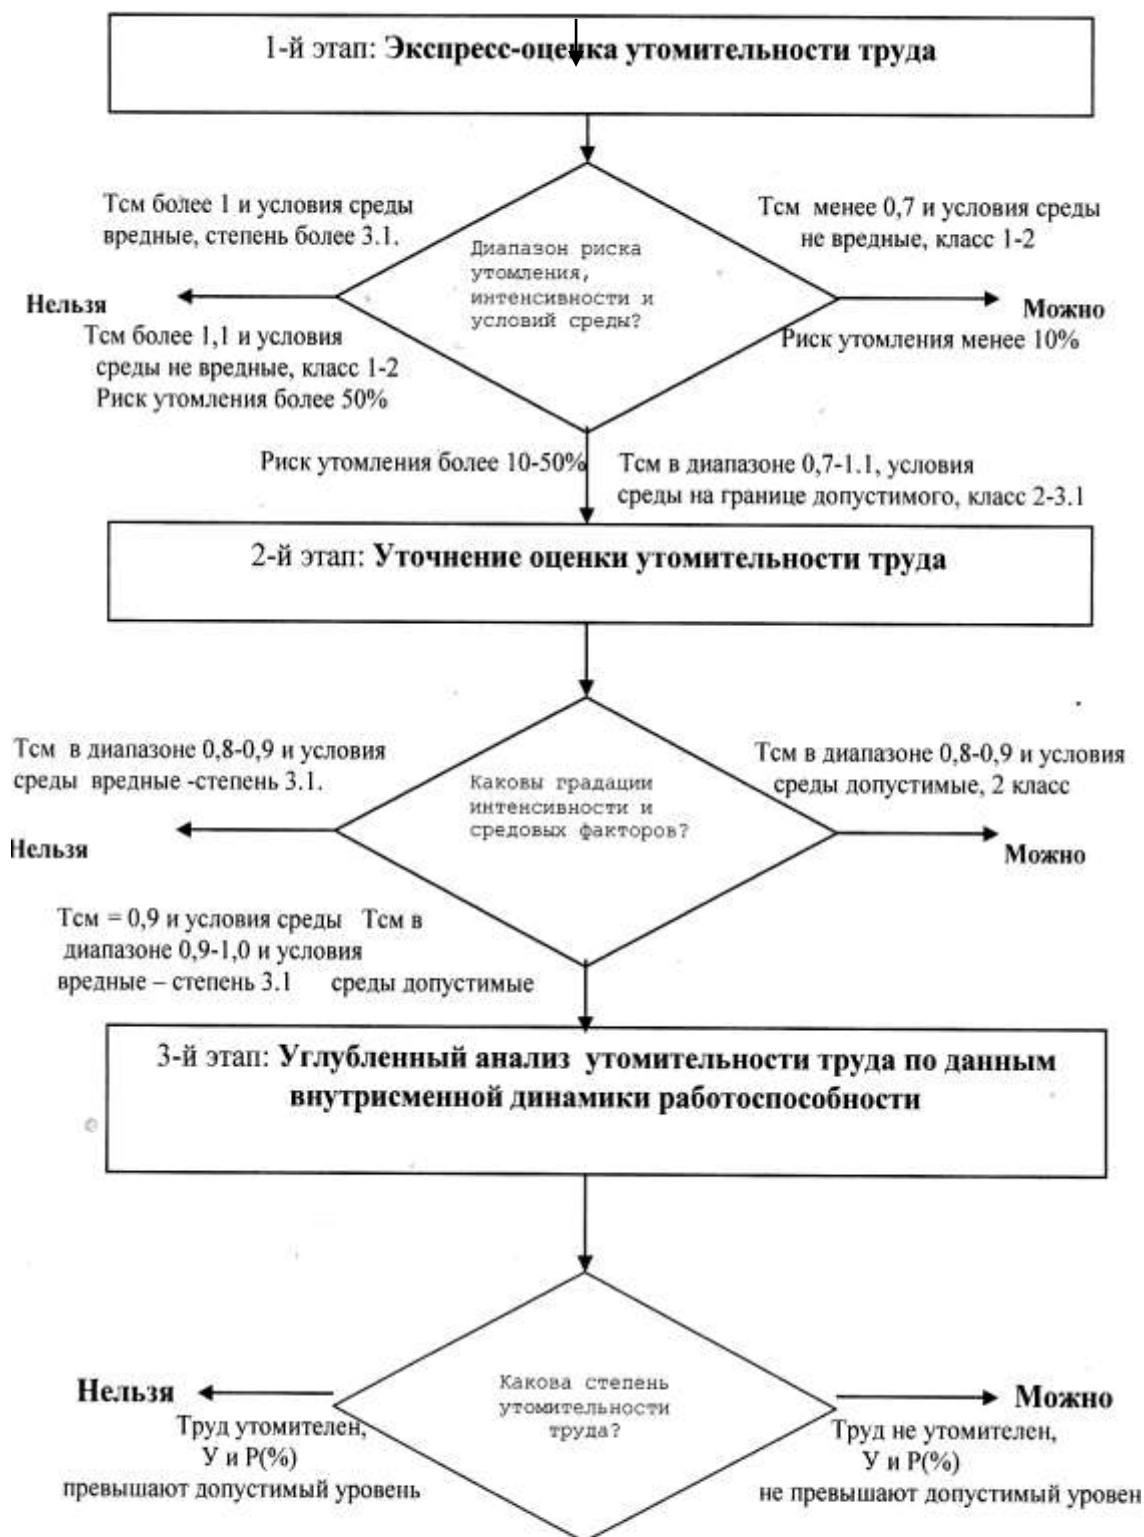 1-й этап: Экспресс-оценка утомительности труда
Тсм более 1 и условия среды
вредные, степень более 3.1.
Тсм менее 0,7 и условия среды
не вредные, класс 1-2
Диапазон риска
утомления,
интенсивности и
условий среды?
Нельзя
Можно
Тсм более 1,1 и условия
среды не вредные, класс 1-2
Риск утомления более 50%
Риск утомления менее 10%
Риск утомления более 10-50%
Тсм в диапазоне 0,7-1.1, условия
среды на границе допустимого, класс 2-3.1
2-й этап: Уточнение оценки утомительности труда
Тсм в диапазоне 0,8-0,9 и условия
среды вредные -степень 3.1.
Тсм в диапазоне 0,8-0,9 и условия
среды допустимые, 2 класс
Каковы градации
интенсивности и
средовых факторов?
Нельзя
Можно
Тсм = 0,9 и условия среды Тсм в
диапазоне 0,9-1,0 и условия
вредные – степень 3.1 среды допустимые
3-й этап: Углубленный анализ утомительности труда по данным
внутрисменной динамики работоспособности
Какова степень
утомительности
труда?
Нельзя
Можно
Труд утомителен,
У и Р(%)
превышают допустимый уровень
Труд не утомителен,
У и Р(%)
не превышают допустимый уровен